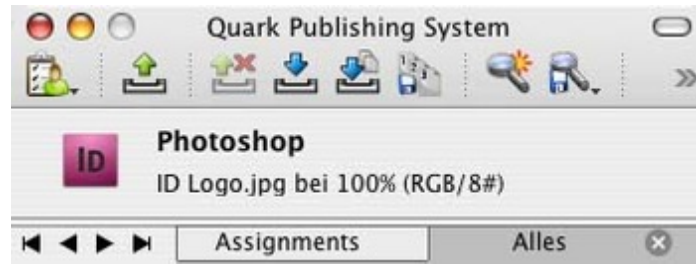 Quark Publishing System
Photoshop
ID
ID Logo.jpg bei 100% (RGB/8#)
Assignments Alles